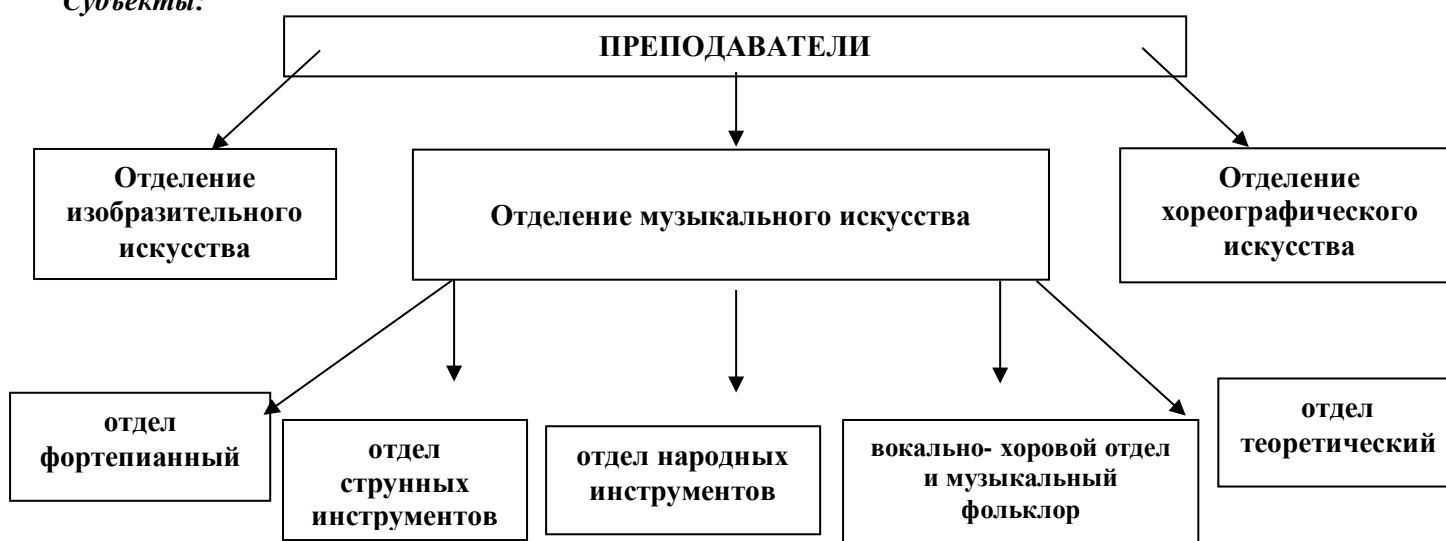 Субъекты:
ПРЕПОДАВАТЕЛИ
Отделение
изобразительного
искусства
Отделение музыкального искусства
Отделение
хореографического
искусства
отдел
фортепианный
отдел
струнных
инструментов
отдел народных
инструментов
вокально- хоровой отдел
и музыкальный
фольклор
отдел
теоретический